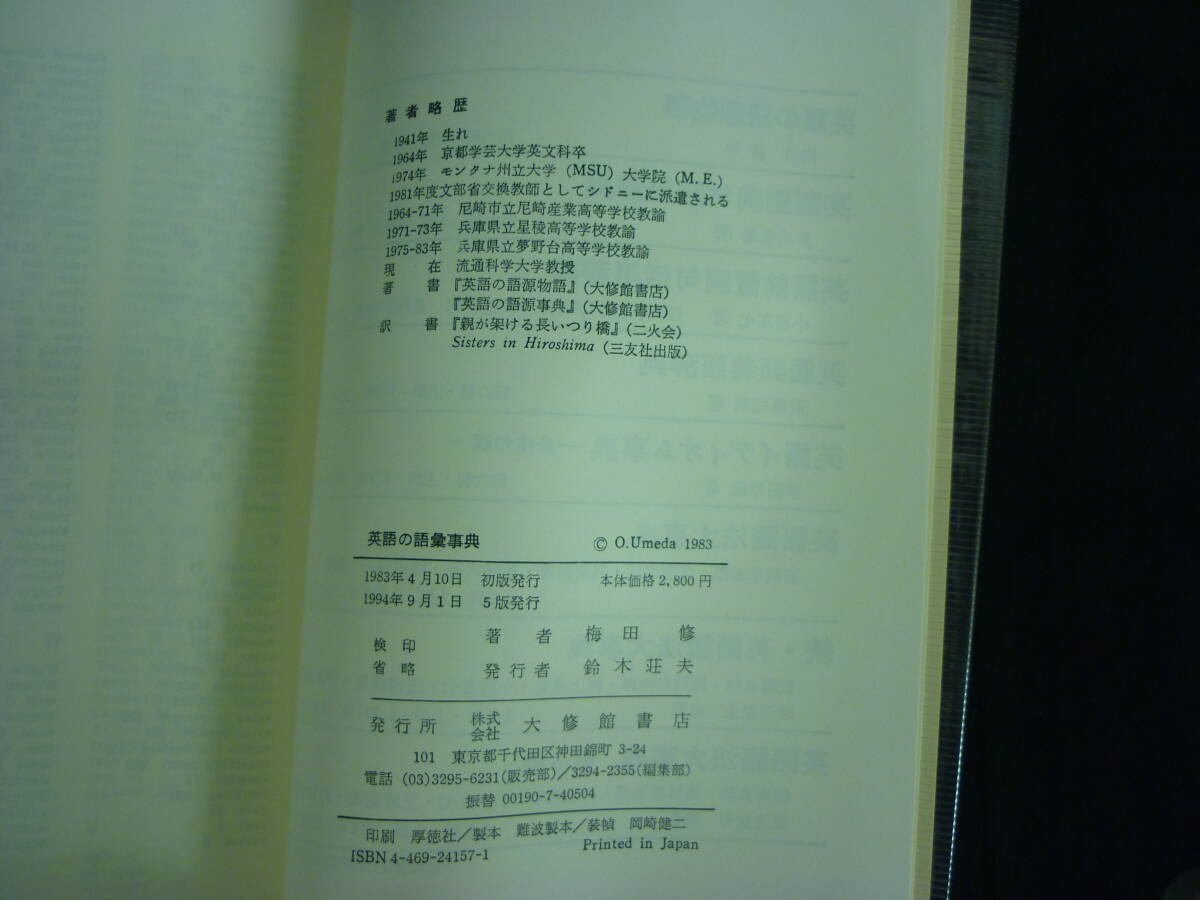 著者略歴
1941年 生れ
1964年 京都学芸大学英文科卒
1974年 モンタナ州立大学 (MSU) 大学院 (M.E.)
1981年度文部省交換教師としてシドニーに派遣される
1964-71年 尼崎市立尼崎産業高等学校教諭
1971-73年 兵庫県立星稜高等学校教諭
1975-83年 兵庫県立夢野台高等学校教諭
現在 流通科学大学教授
著書 『英語の語源物語』(大修館書店)
『英語の語源事典』(大修館書店)
訳書 『親が架ける長いつり橋』(二火会)
Sisters in Hiroshima (三友社出版)
英語の語彙事典 © O.Umeda 1983
1983年4月10日 初版発行 本体価格2,800円
1994年9月1日 5版発行
検印 著者 梅田 修
省略 発行者 鈴木荘夫
発行所 株式会社 大修館書店
101 東京都千代田区神田錦町 3-24
電話 (03)3295-6231(販売部)/3294-2355(編集部)
振替 00190-7-40504
印刷 厚徳社/製本 難波製本/装幀 岡崎健二
ISBN4-469-24157-1 Printed in Japan